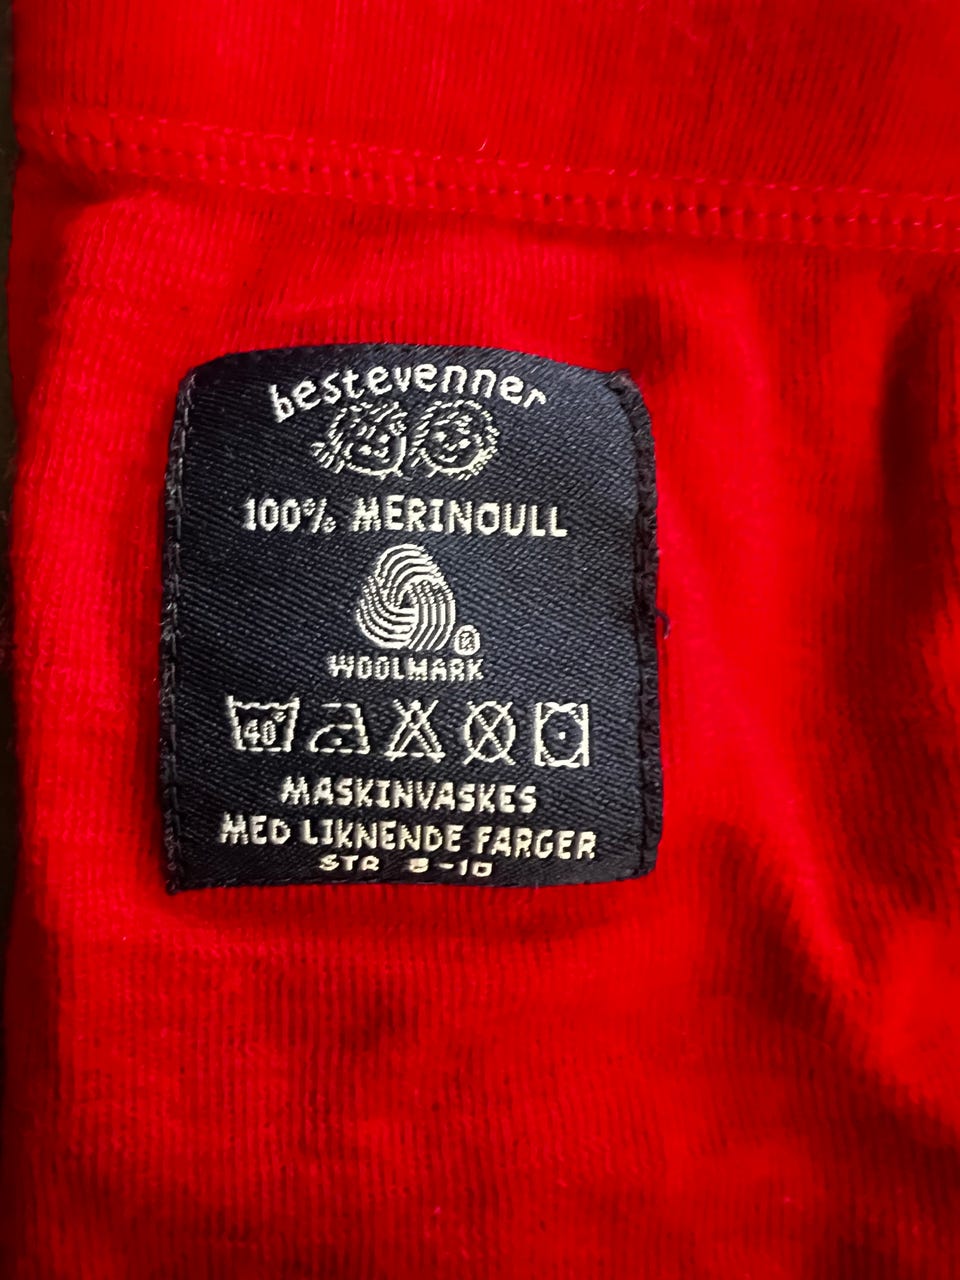 bestevenner
100% MERINOULL
®
WOOLMARK
40°
MASKINVASKES
MED LIKNENDE FARGER
STR 8-10